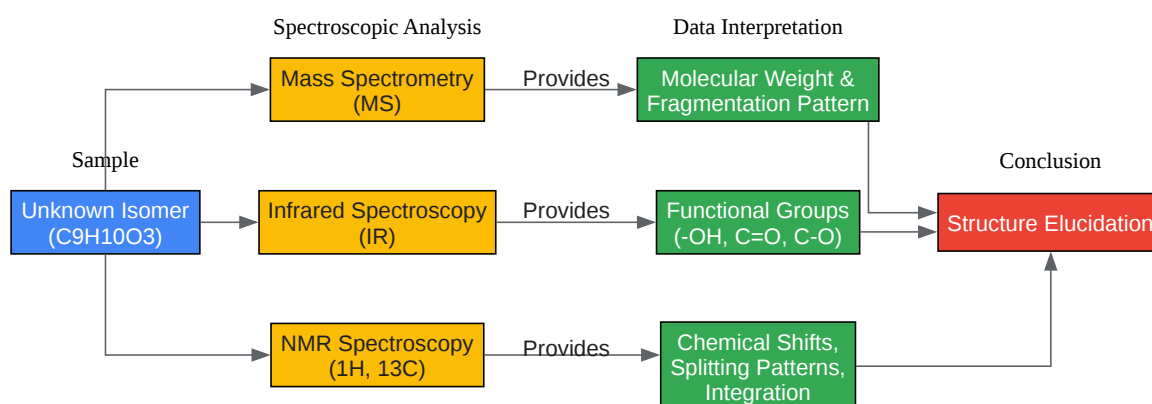 Spectroscopic Analysis
Data Interpretation
Mass Spectrometry
(MS)
Provides
Molecular Weight &
Fragmentation Pattern
Sample
Conclusion
Unknown Isomer
(C9H10O3)
Infrared Spectroscopy
(IR)
Provides
Functional Groups
(-OH, C=O, C-O)
Structure Elucidation
NMR Spectroscopy
(1H, 13C)
Provides
Chemical Shifts,
Splitting Patterns,
Integration